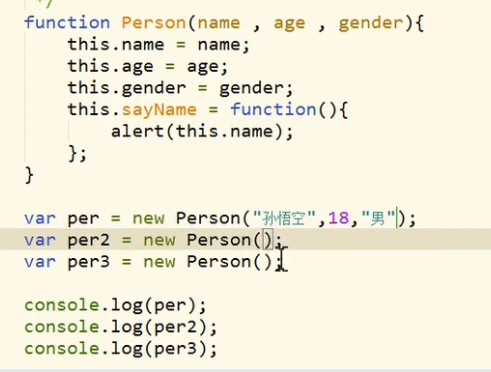 */
function Person(name , age , gender){
    this.name = name;
    this.age = age;
    this.gender = gender;
    this.sayName = function(){
        alert(this.name);
    };
}
var per = new Person("孙悟空",18,"男");
var per2 = new Person();
var per3 = new Person();
console.log(per);
console.log(per2);
console.log(per3);